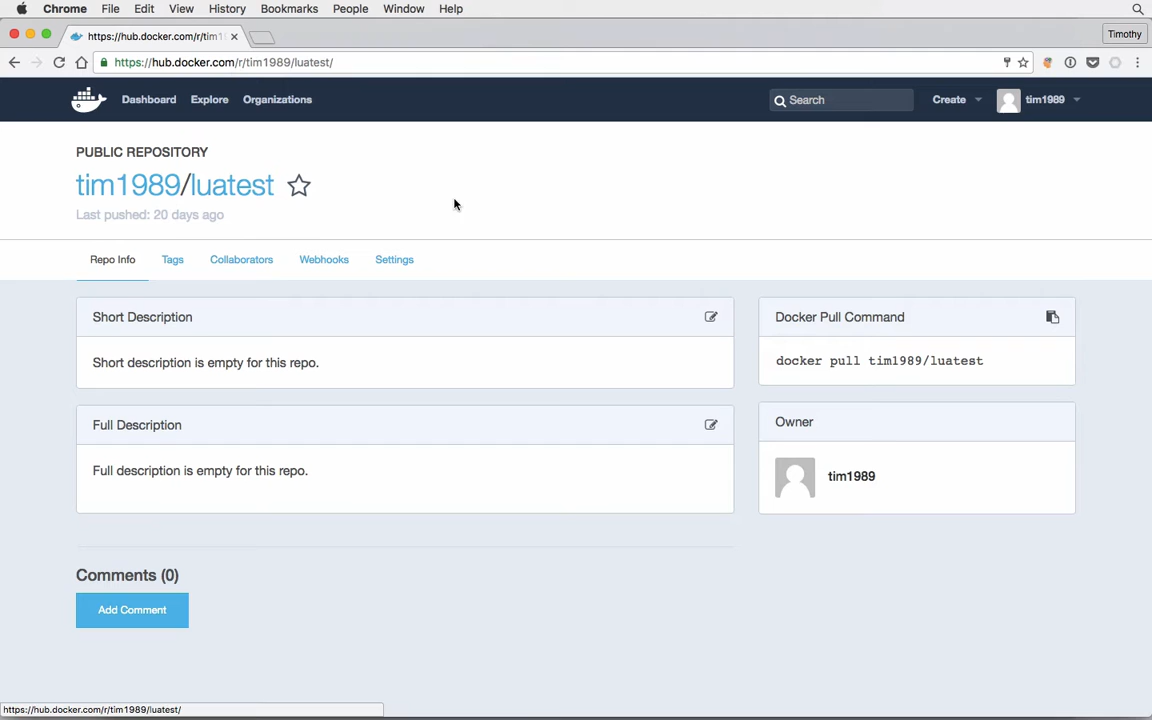 Chrome File Edit View History Bookmarks People Window Help
https://hub.docker.com/r/tim1
Timothy
https://hub.docker.com/r/tim1989/luatest/
Dashboard Explore Organizations Search Create tim1989
PUBLIC REPOSITORY
tim1989/luatest
Last pushed: 20 days ago
Repo Info Tags Collaborators Webhooks Settings
Short Description
Short description is empty for this repo.
Full Description
Full description is empty for this repo.
Docker Pull Command
docker pull tim1989/luatest
Owner
tim1989
Comments (0)
Add Comment
https://hub.docker.com/r/tim1989/luatest/